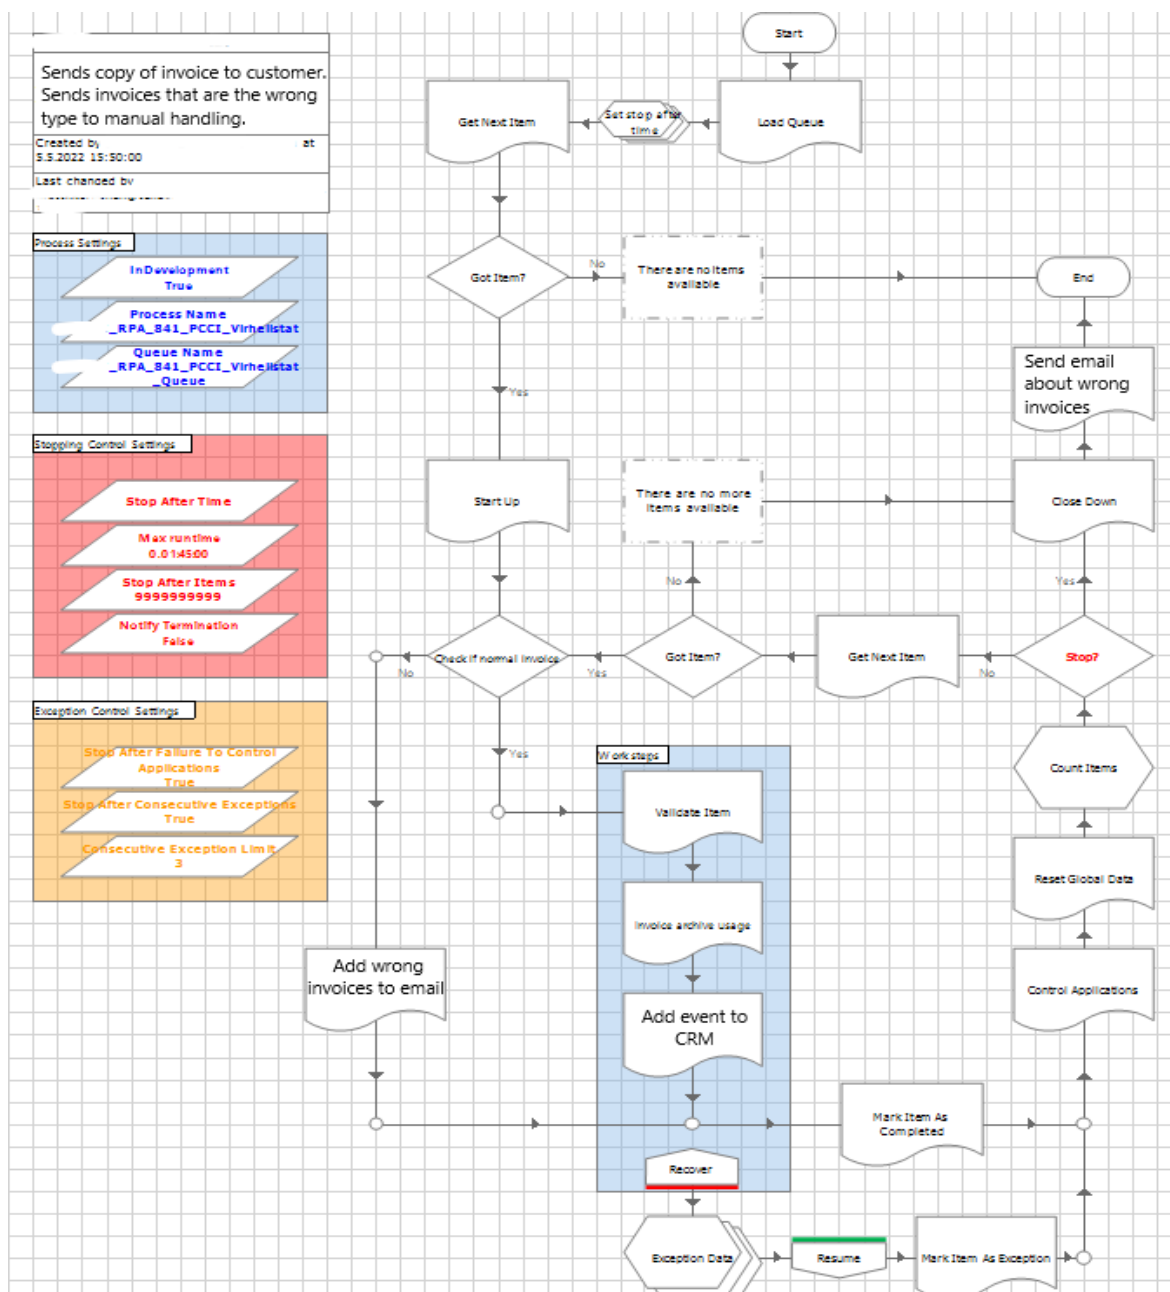 Start
Sends copy of invoice to customer.
Sends invoices that are the wrong
type to manual handling.
Created by at
5.5.2022 15:50:00
Last changed by
Get Next Item
Set stop after
time
Load Queue
Process Settings
InDevelopment
True
Process Name
_RPA_841_PCCI_Virhelistat
Queue Name
_RPA_841_PCCI_Virhelistat
_Queue
Got Item?
No
There are no items
available
End
Yes
Send email
about wrong
invoices
Stopping Control Settings
Stop After Time
Max runtime
0.01:45:00
Stop After Items
9999999999
Notify Termination
False
Start Up
There are no more
items available
Close Down
No
Yes
Check if normal invoice
No
Yes
Got Item?
Yes
Get Next Item
No
Stop?
Exception Control Settings
Stop After Failure To Control
Applications
True
Stop After Consecutive Exceptions
True
Consecutive Exception Limit
3
Work steps
Validate Item
Count Items
Invoice archive usage
Reset Global Data
Add wrong
invoices to email
Add event to
CRM
Control Applications
Mark Item As
Completed
Recover
Exception Data
Resume
Mark Item As Exception